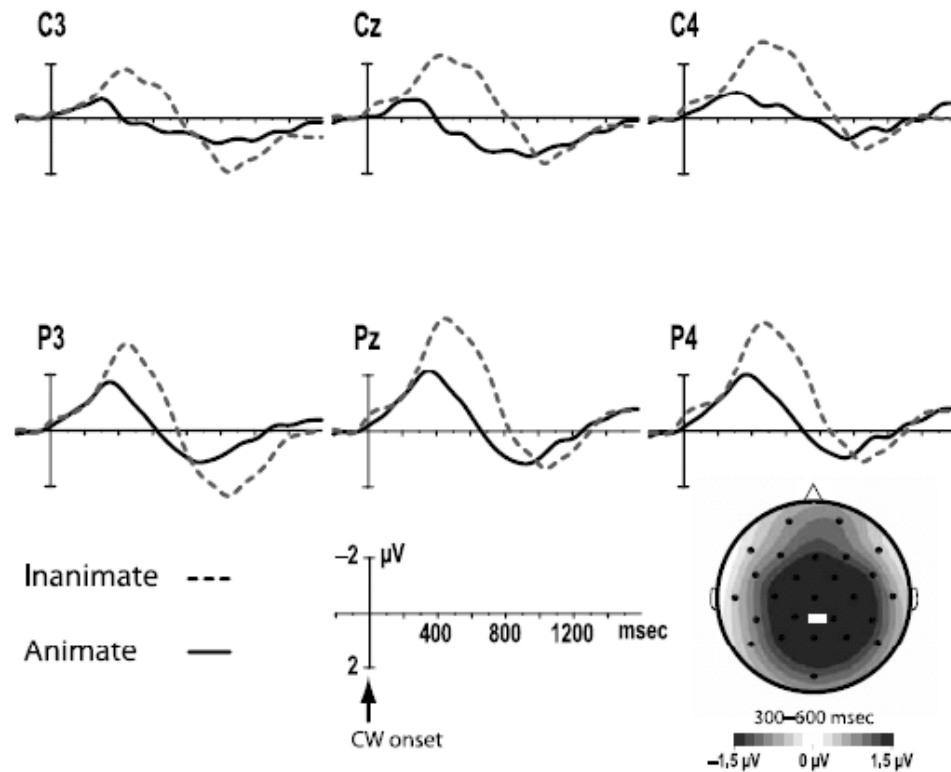 C3 Cz C4
P3 Pz P4
Inanimate
Animate
–2 μV
400 800 1200 msec
2
CW onset
300–600 msec
–1,5 μV 0 μV 1,5 μV